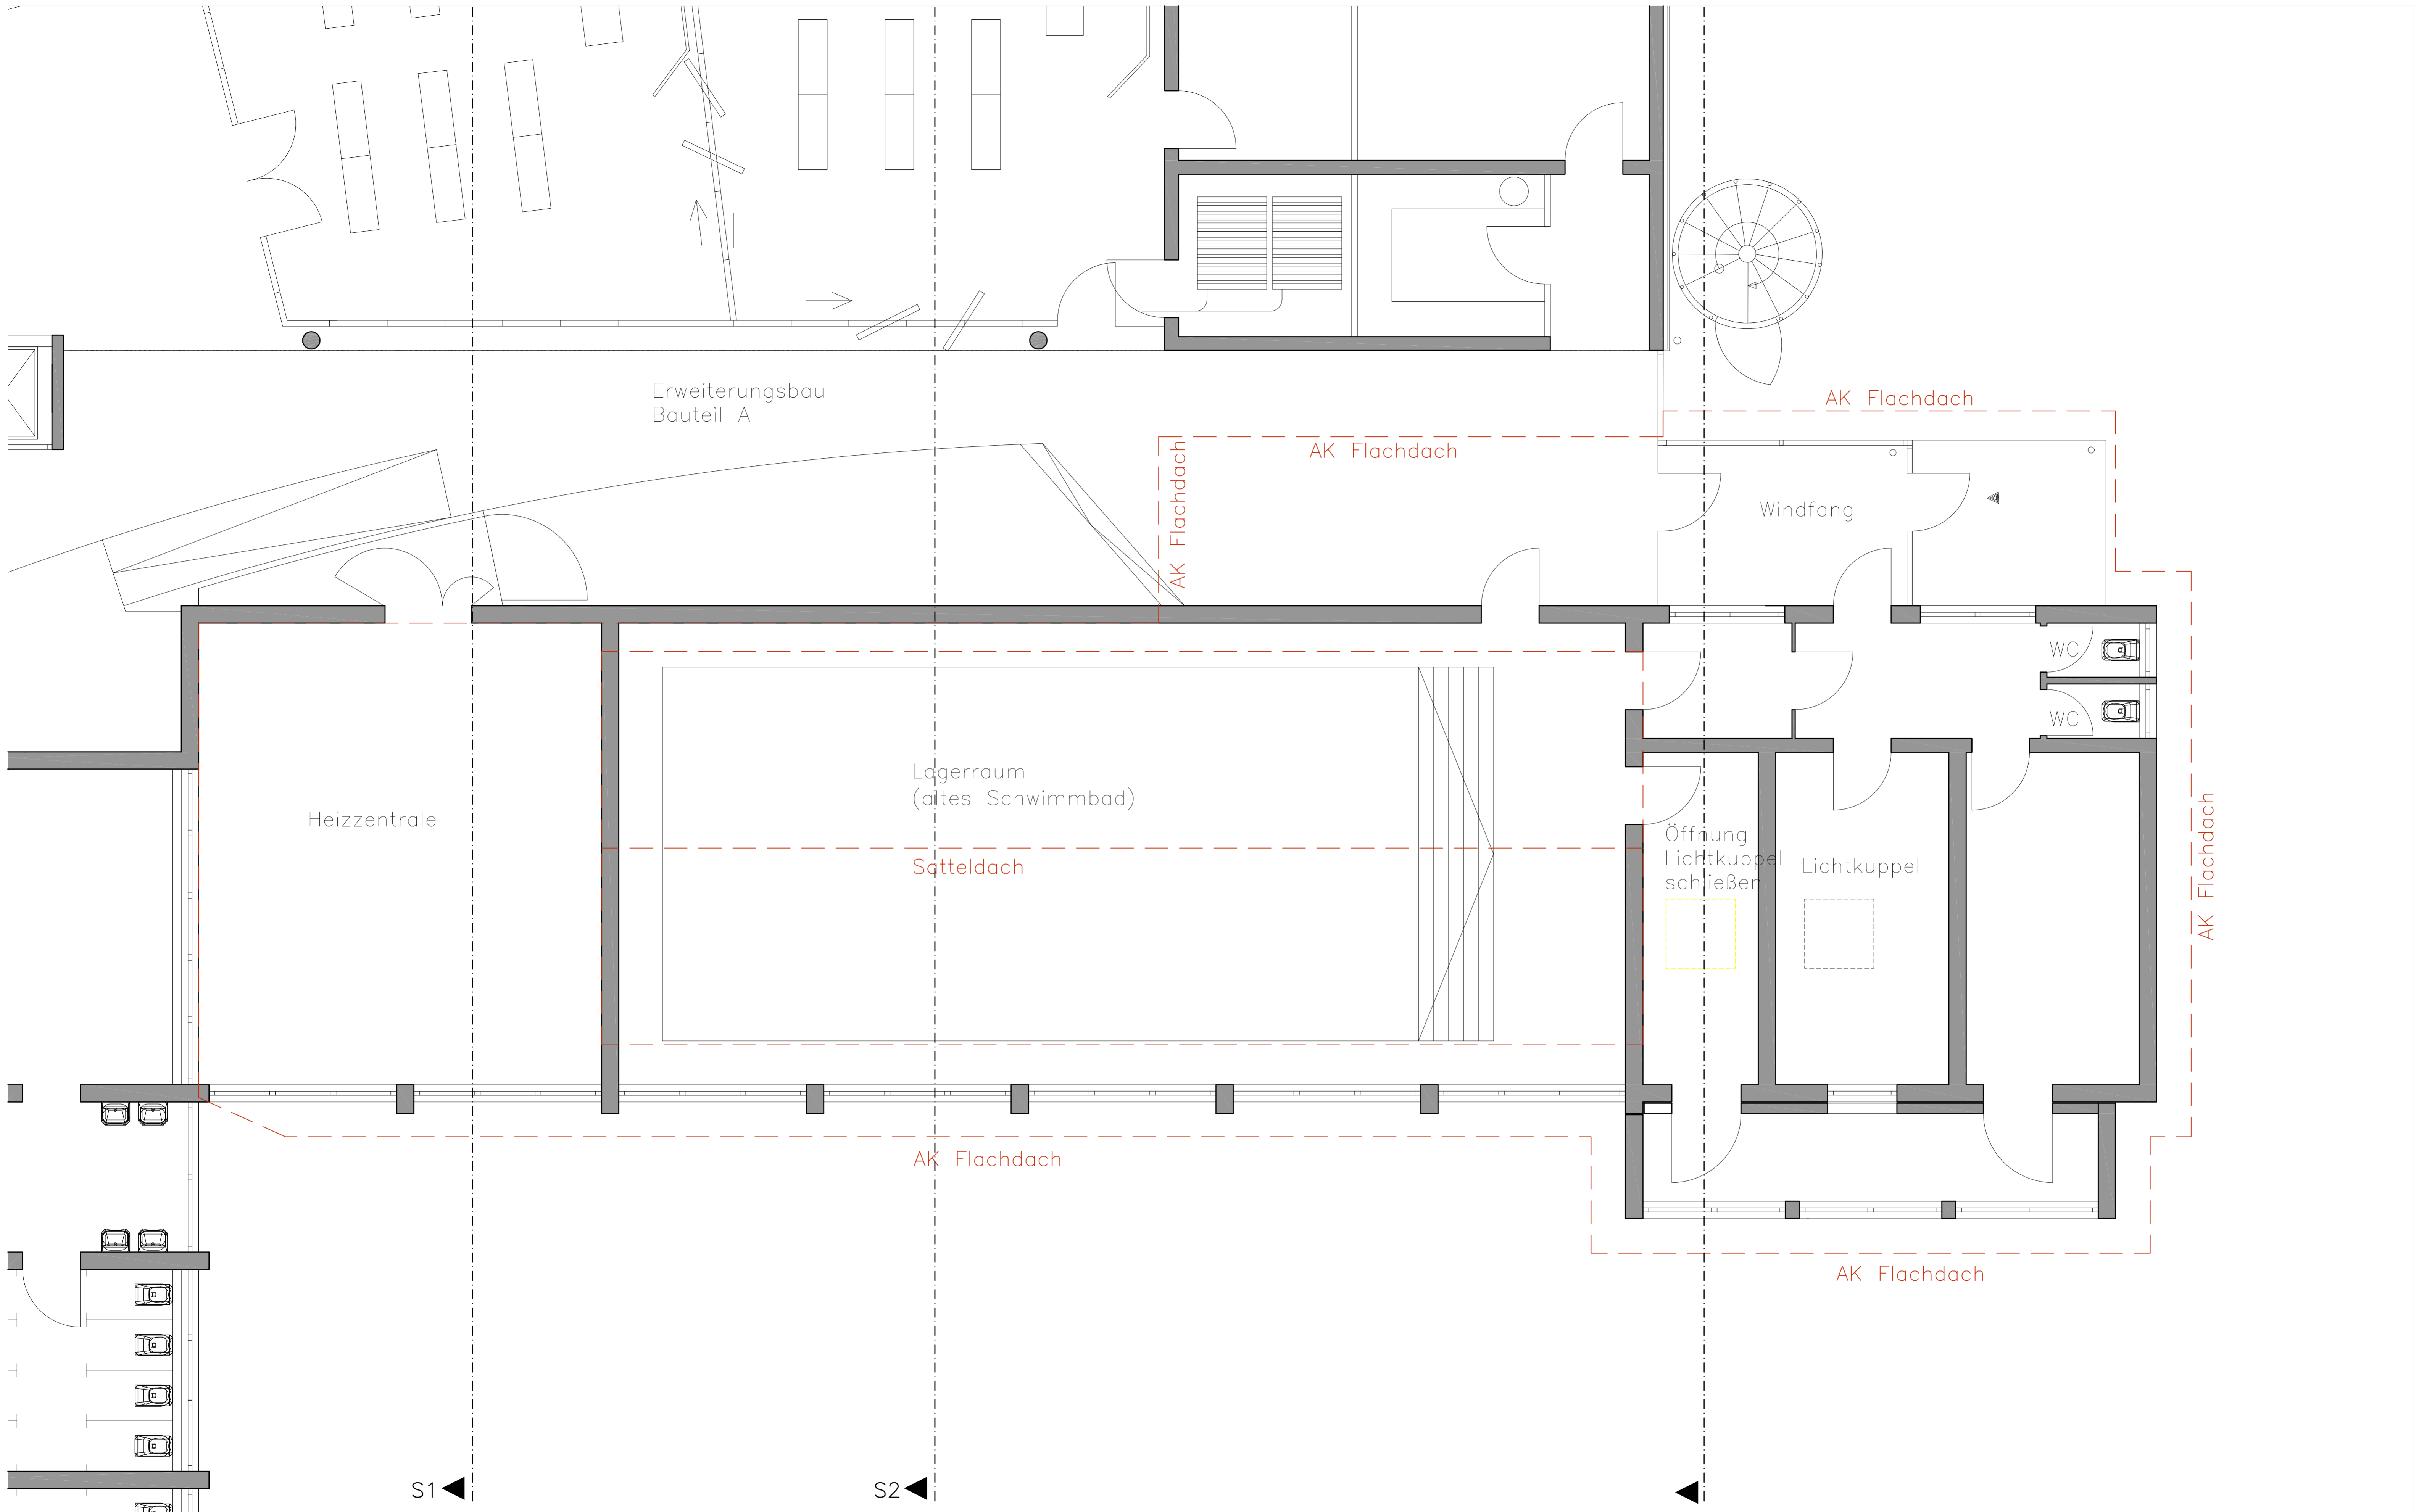 Erweiterungsbau
Bauteil A
AK Flachdach
AK Flachdach
AK Flachdach
Windfang
WC
WC
Heizzentrale
Lagerraum
(altes Schwimmbad)
Satteldach
Öffnung
Lichtkuppel
schließen
Lichtkuppel
AK Flachdach
AK Flachdach
AK Flachdach
S1
S2